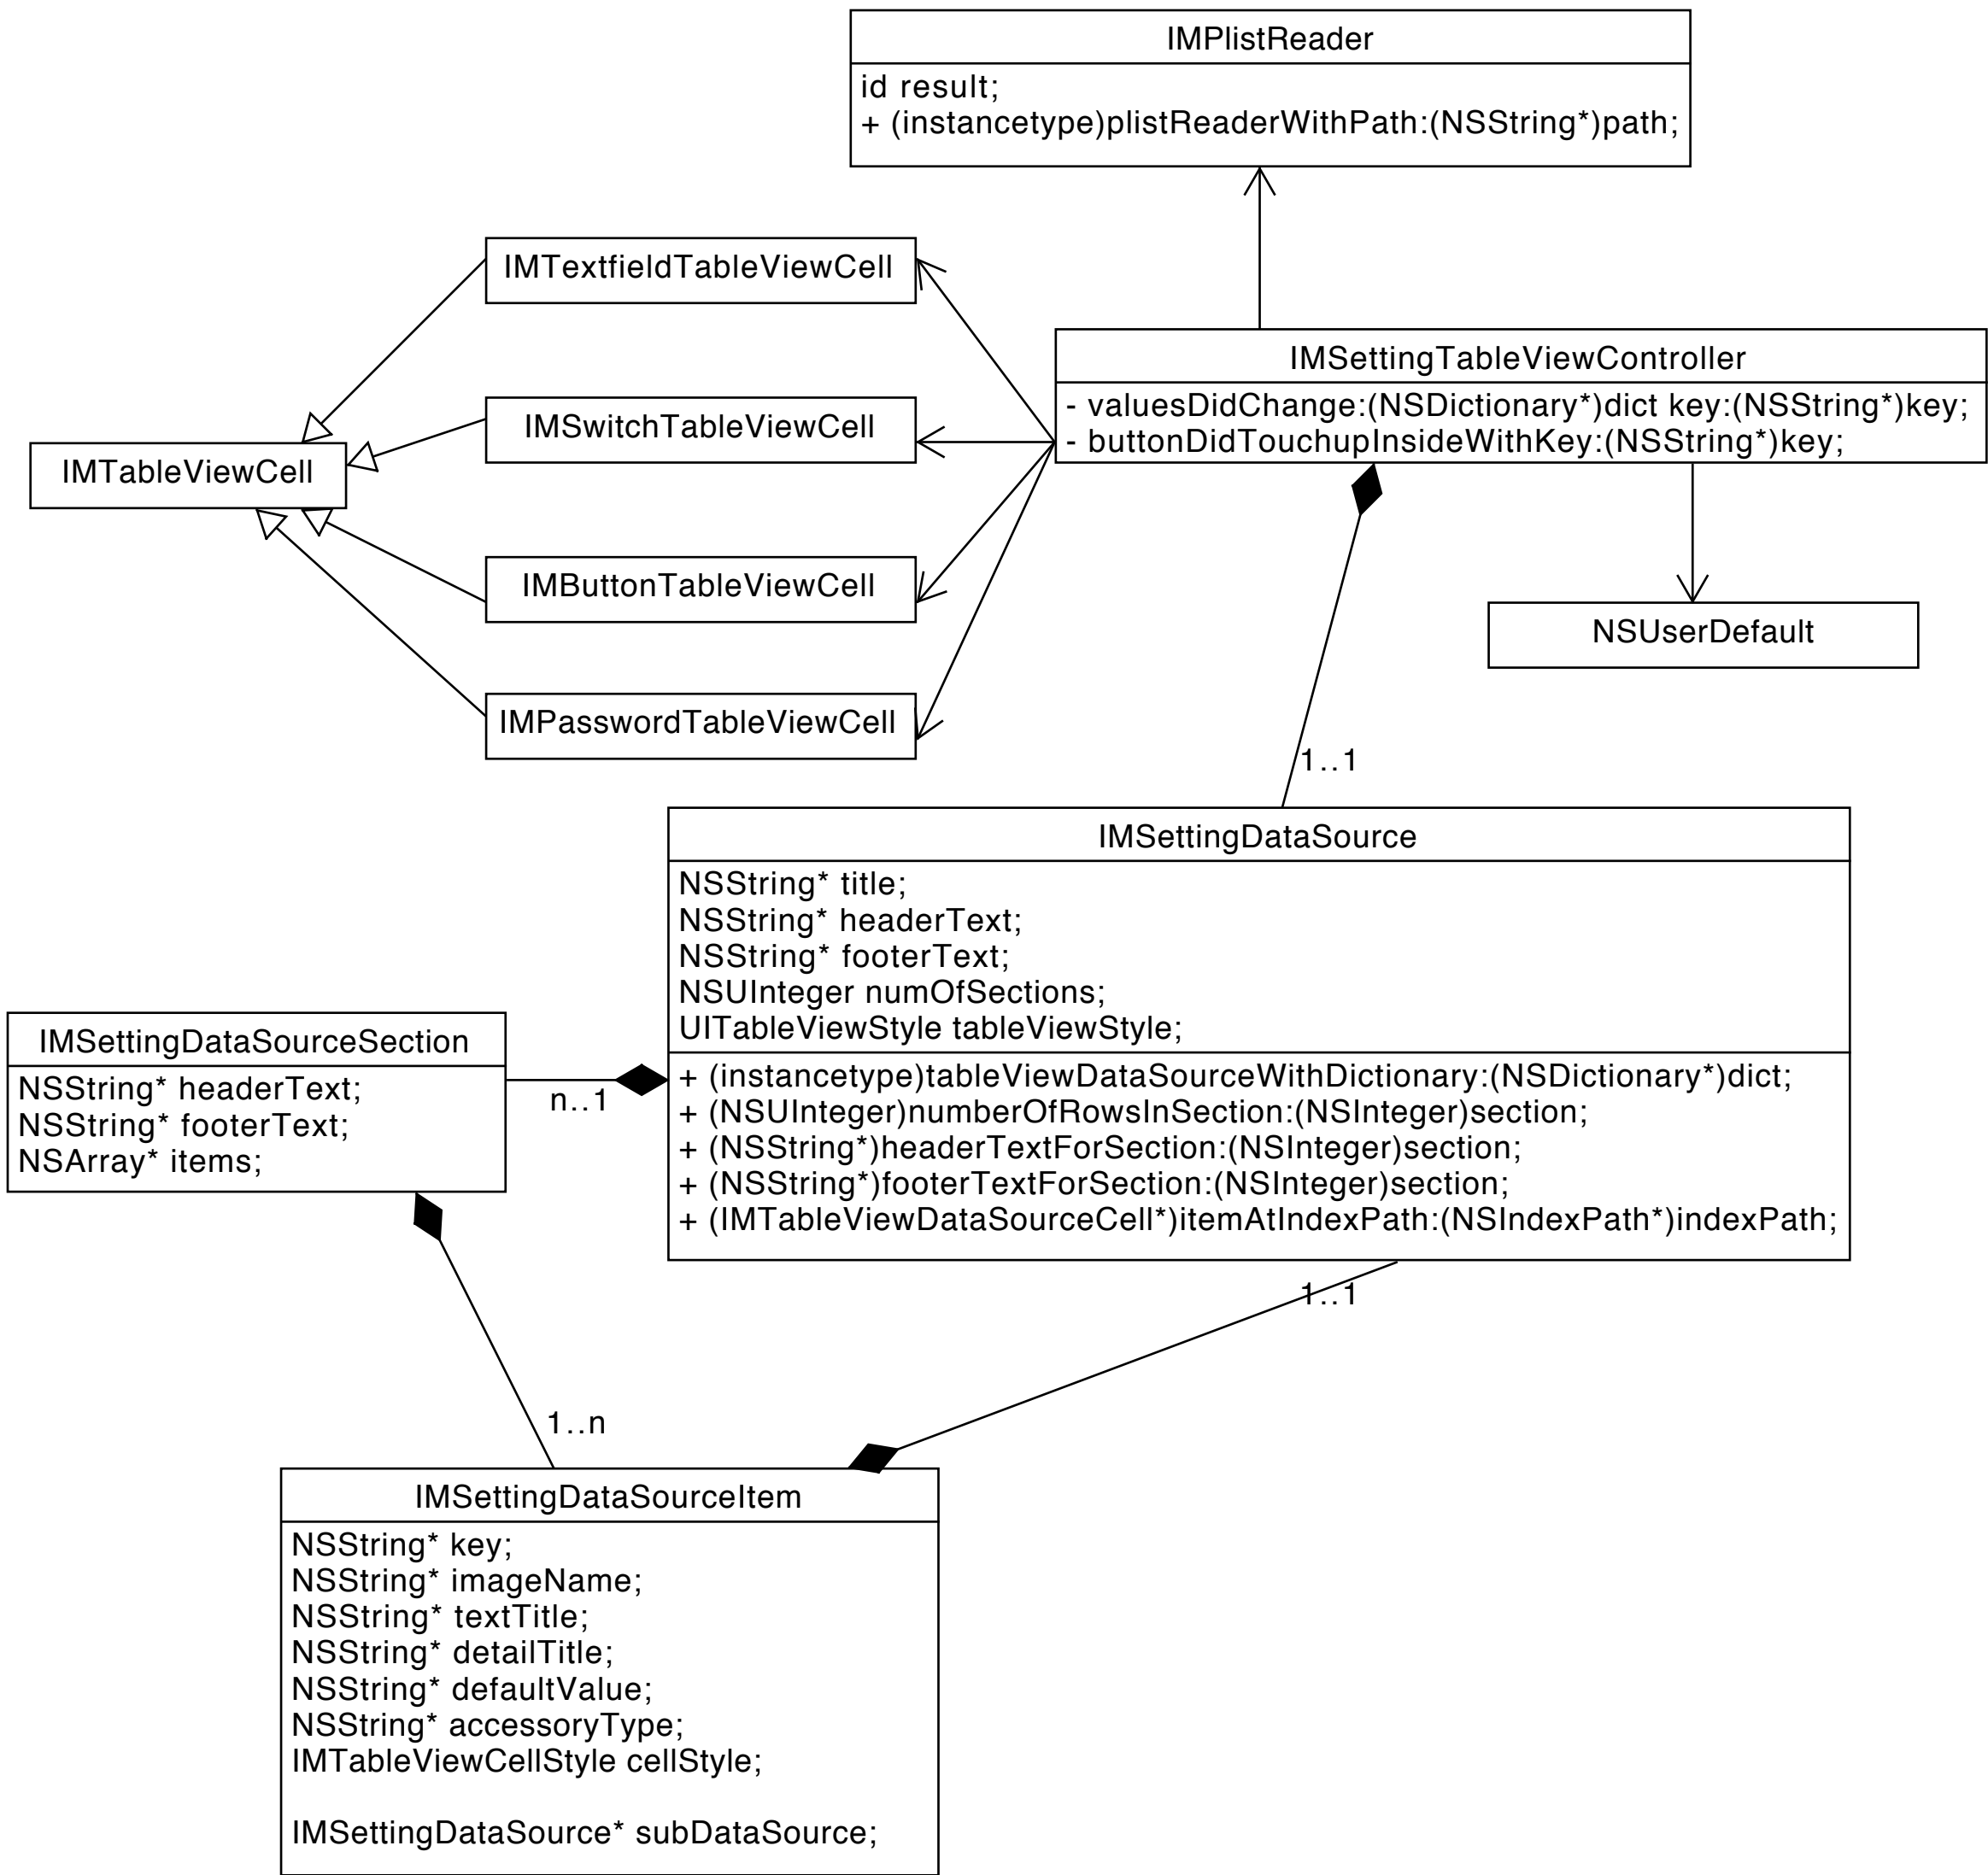 IMPlistReader
id result;
+ (instancetype)plistReaderWithPath:(NSString*)path;
IMTextfieldTableViewCell
IMSettingTableViewController
- valuesDidChange:(NSDictionary*)dict key:(NSString*)key;
- buttonDidTouchupInsideWithKey:(NSString*)key;
IMSwitchTableViewCell
IMTableViewCell
IMButtonTableViewCell
NSUserDefault
IMPasswordTableViewCell
1..1
IMSettingDataSource
NSString* title;
NSString* headerText;
NSString* footerText;
NSUInteger numOfSections;
UITableViewStyle tableViewStyle;
+ (instancetype)tableViewDataSourceWithDictionary:(NSDictionary*)dict;
+ (NSUInteger)numberOfRowsInSection:(NSInteger)section;
+ (NSString*)headerTextForSection:(NSInteger)section;
+ (NSString*)footerTextForSection:(NSInteger)section;
+ (IMTableViewDataSourceCell*)itemAtIndexPath:(NSIndexPath*)indexPath;
IMSettingDataSourceSection
NSString* headerText;
NSString* footerText;
NSArray* items;
n..1
1..1
1..n
IMSettingDataSourceItem
NSString* key;
NSString* imageName;
NSString* textTitle;
NSString* detailTitle;
NSString* defaultValue;
NSString* accessoryType;
IMTableViewCellStyle cellStyle;
IMSettingDataSource* subDataSource;